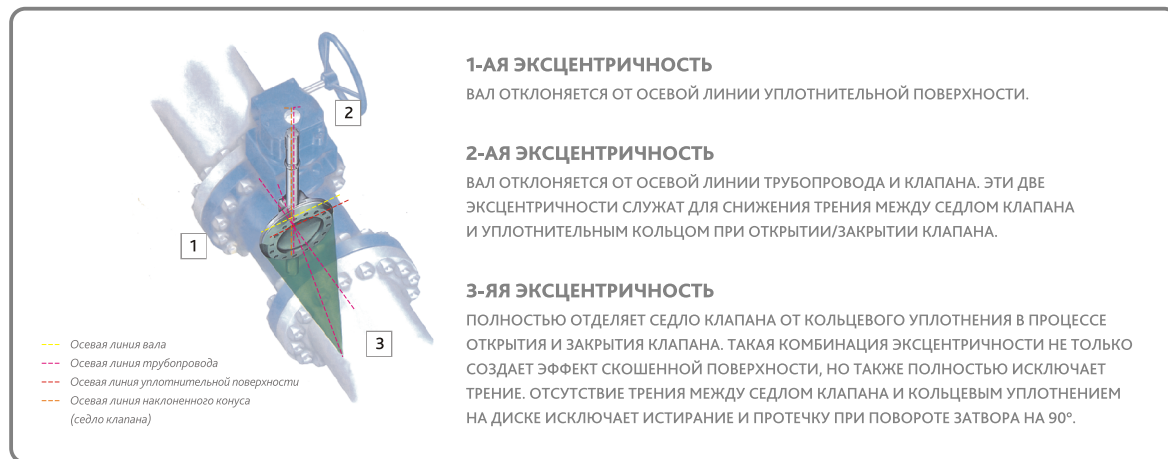 2
1
3
Осевая линия вала
Осевая линия трубопровода
Осевая линия уплотнительной поверхности
Осевая линия наклоненного конуса
(седло клапана)
1-АЯ ЭКСЦЕНТРИЧНОСТЬ
ВАЛ ОТКЛОНЯЕТСЯ ОТ ОСЕВОЙ ЛИНИИ УПЛОТНИТЕЛЬНОЙ ПОВЕРХНОСТИ.
2-АЯ ЭКСЦЕНТРИЧНОСТЬ
ВАЛ ОТКЛОНЯЕТСЯ ОТ ОСЕВОЙ ЛИНИИ ТРУБОПРОВОДА И КЛАПАНА. ЭТИ ДВЕ
ЭКСЦЕНТРИЧНОСТИ СЛУЖАТ ДЛЯ СНИЖЕНИЯ ТРЕНИЯ МЕЖДУ СЕДЛОМ КЛАПАНА
И УПЛОТНИТЕЛЬНЫМ КОЛЬЦОМ ПРИ ОТКРЫТИИ/ЗАКРЫТИИ КЛАПАНА.
3-ЯЯ ЭКСЦЕНТРИЧНОСТЬ
ПОЛНОСТЬЮ ОТДЕЛЯЕТ СЕДЛО КЛАПАНА ОТ КОЛЬЦЕВОГО УПЛОТНЕНИЯ В ПРОЦЕССЕ
ОТКРЫТИЯ И ЗАКРЫТИЯ КЛАПАНА. ТАКАЯ КОМБИНАЦИЯ ЭКСЦЕНТРИЧНОСТИ НЕ ТОЛЬКО
СОЗДАЕТ ЭФФЕКТ СКОШЕННОЙ ПОВЕРХНОСТИ, НО ТАКЖЕ ПОЛНОСТЬЮ ИСКЛЮЧАЕТ
ТРЕНИЕ. ОТСУТСТВИЕ ТРЕНИЯ МЕЖДУ СЕДЛОМ КЛАПАНА И КОЛЬЦЕВЫМ УПЛОТНЕНИЕМ
НА ДИСКЕ ИСКЛЮЧАЕТ ИСТИРАНИЕ И ПРОТЕЧКУ ПРИ ПОВОРОТЕ ЗАТВОРА НА 90°.